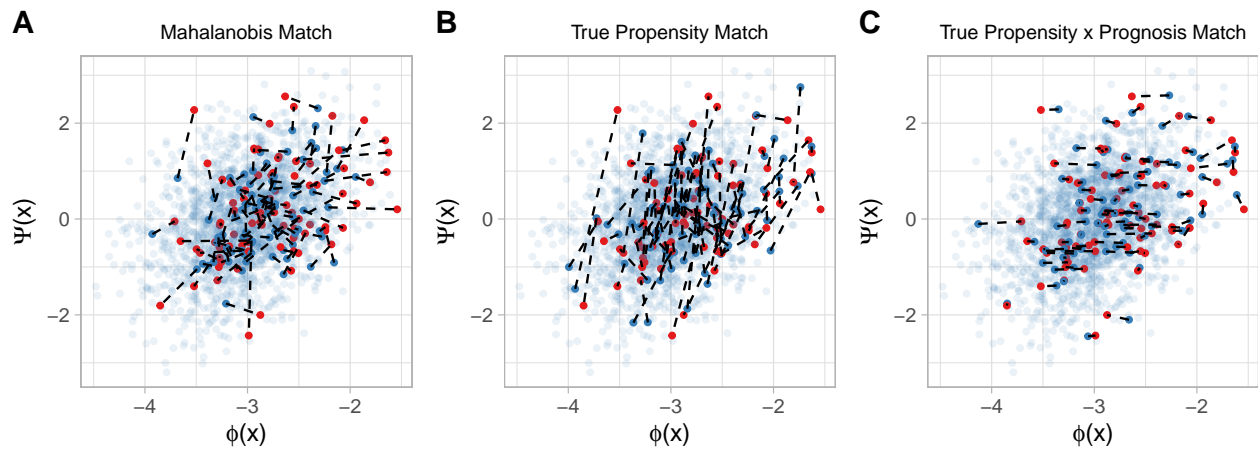 A
Mahalanobis Match
B
True Propensity Match
C
True Propensity x Prognosis Match
Ψ(x)
2
0
−2
−4
−3
−2
ϕ(x)
Ψ(x)
2
0
−2
−4
−3
−2
ϕ(x)
Ψ(x)
2
0
−2
−4
−3
−2
ϕ(x)